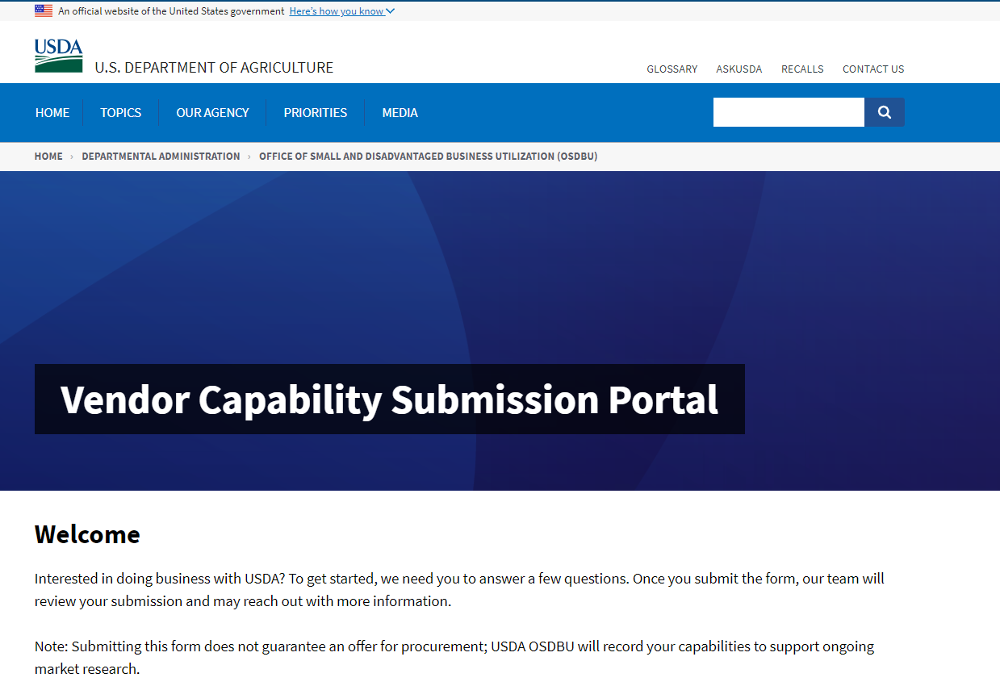 An official website of the United States government Here's how you know
USDA
U.S. DEPARTMENT OF AGRICULTURE
GLOSSARY ASKUSDA RECALLS CONTACT US
HOME TOPICS OUR AGENCY PRIORITIES MEDIA
HOME › DEPARTMENTAL ADMINISTRATION › OFFICE OF SMALL AND DISADVANTAGED BUSINESS UTILIZATION (OSDBU)
Vendor Capability Submission Portal
Welcome
Interested in doing business with USDA? To get started, we need you to answer a few questions. Once you submit the form, our team will
review your submission and may reach out with more information.
Note: Submitting this form does not guarantee an offer for procurement; USDA OSDBU will record your capabilities to support ongoing
market research.